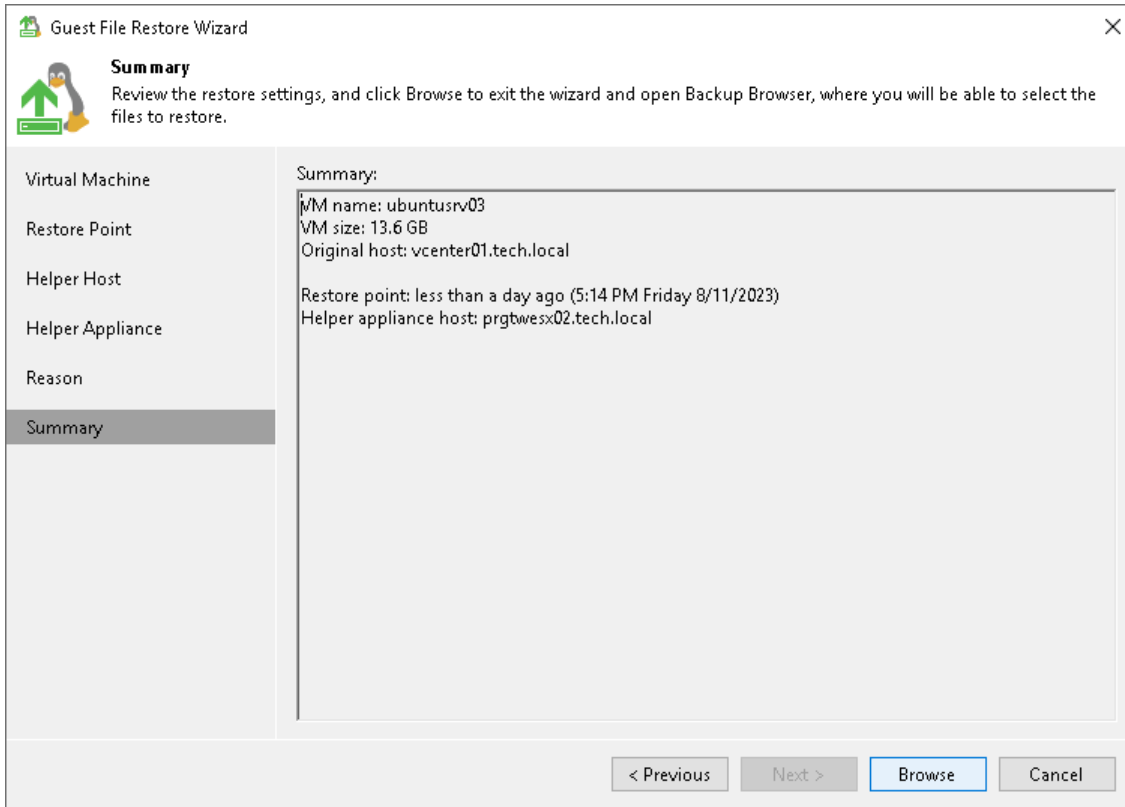 Guest File Restore Wizard
Summary
Review the restore settings, and click Browse to exit the wizard and open Backup Browser, where you will be able to select the
files to restore.
Virtual Machine
Restore Point
Helper Host
Helper Appliance
Reason
Summary
Summary:
VM name: ubuntusrv03
VM size: 13.6 GB
Original host: vcenter01.tech.local
Restore point: less than a day ago (5:14 PM Friday 8/11/2023)
Helper appliance host: prgtwesx02.tech.local
< Previous
Next >
Browse
Cancel